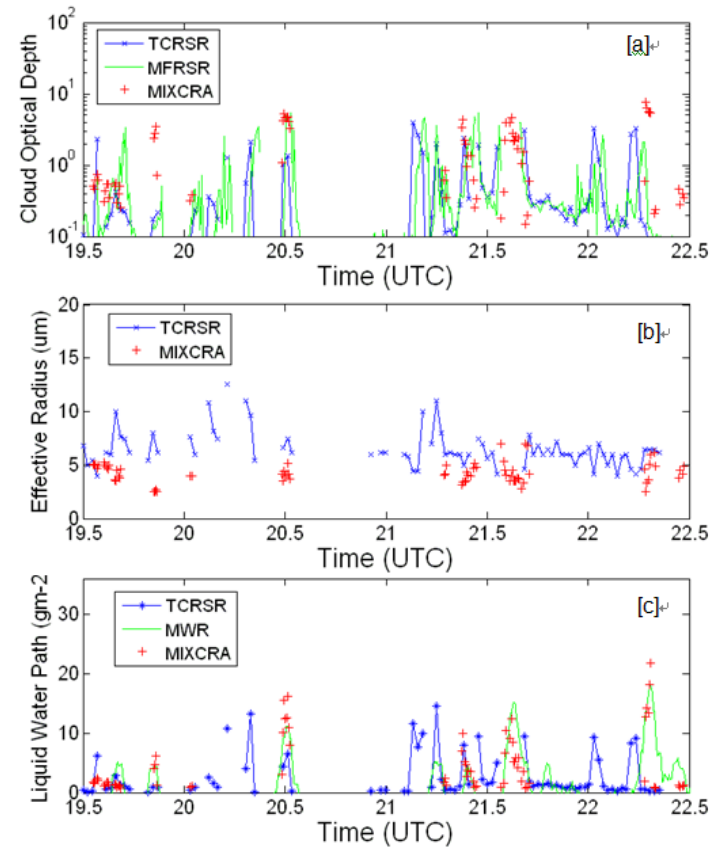 10^2
10^1
10^0
10^-1
Cloud Optical Depth
TCRSR
MFRSR
MIXCRA
[a]↵
19.5 20 20.5 21 21.5 22 22.5
Time (UTC)
20
15
10
5
0
Effective Radius (um)
TCRSR
MIXCRA
[b]↵
19.5 20 20.5 21 21.5 22 22.5
Time (UTC)
30
20
10
0
Liquid Water Path (gm-2
TCRSR
MWR
MIXCRA
[c]↵
19.5 20 20.5 21 21.5 22 22.5
Time (UTC)